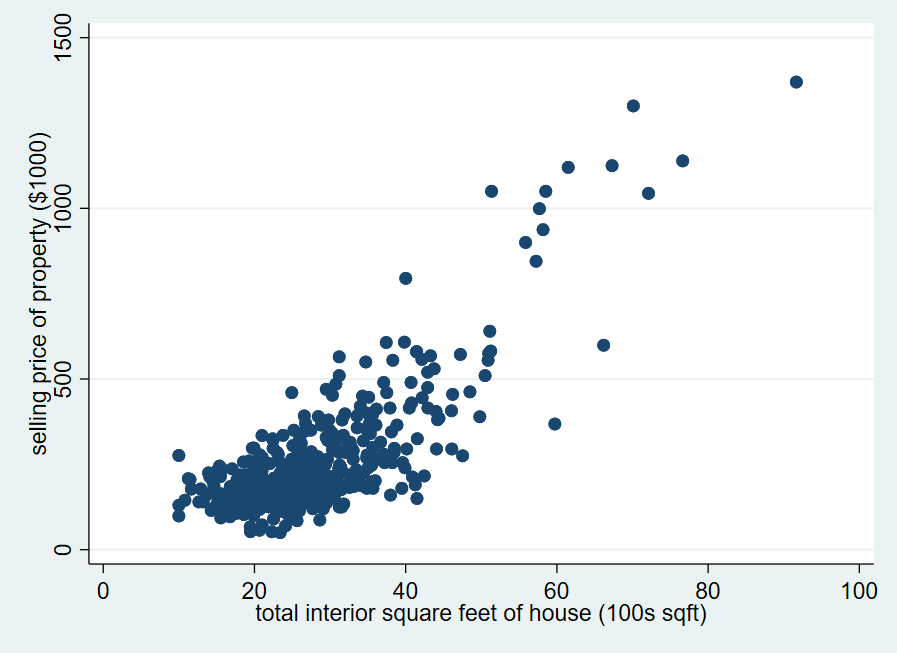 selling price of property ($1000)
1500
1000
500
0
0 20 40 60 80 100
total interior square feet of house (100s sqft)